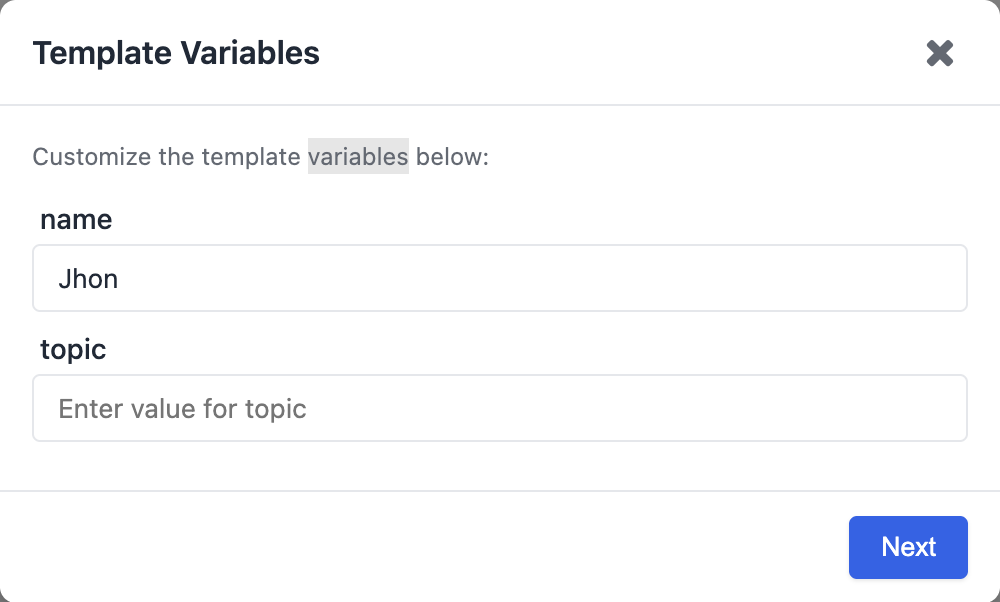 Template Variables
Customize the template variables below:
name
Jhon
topic
Enter value for topic
Next